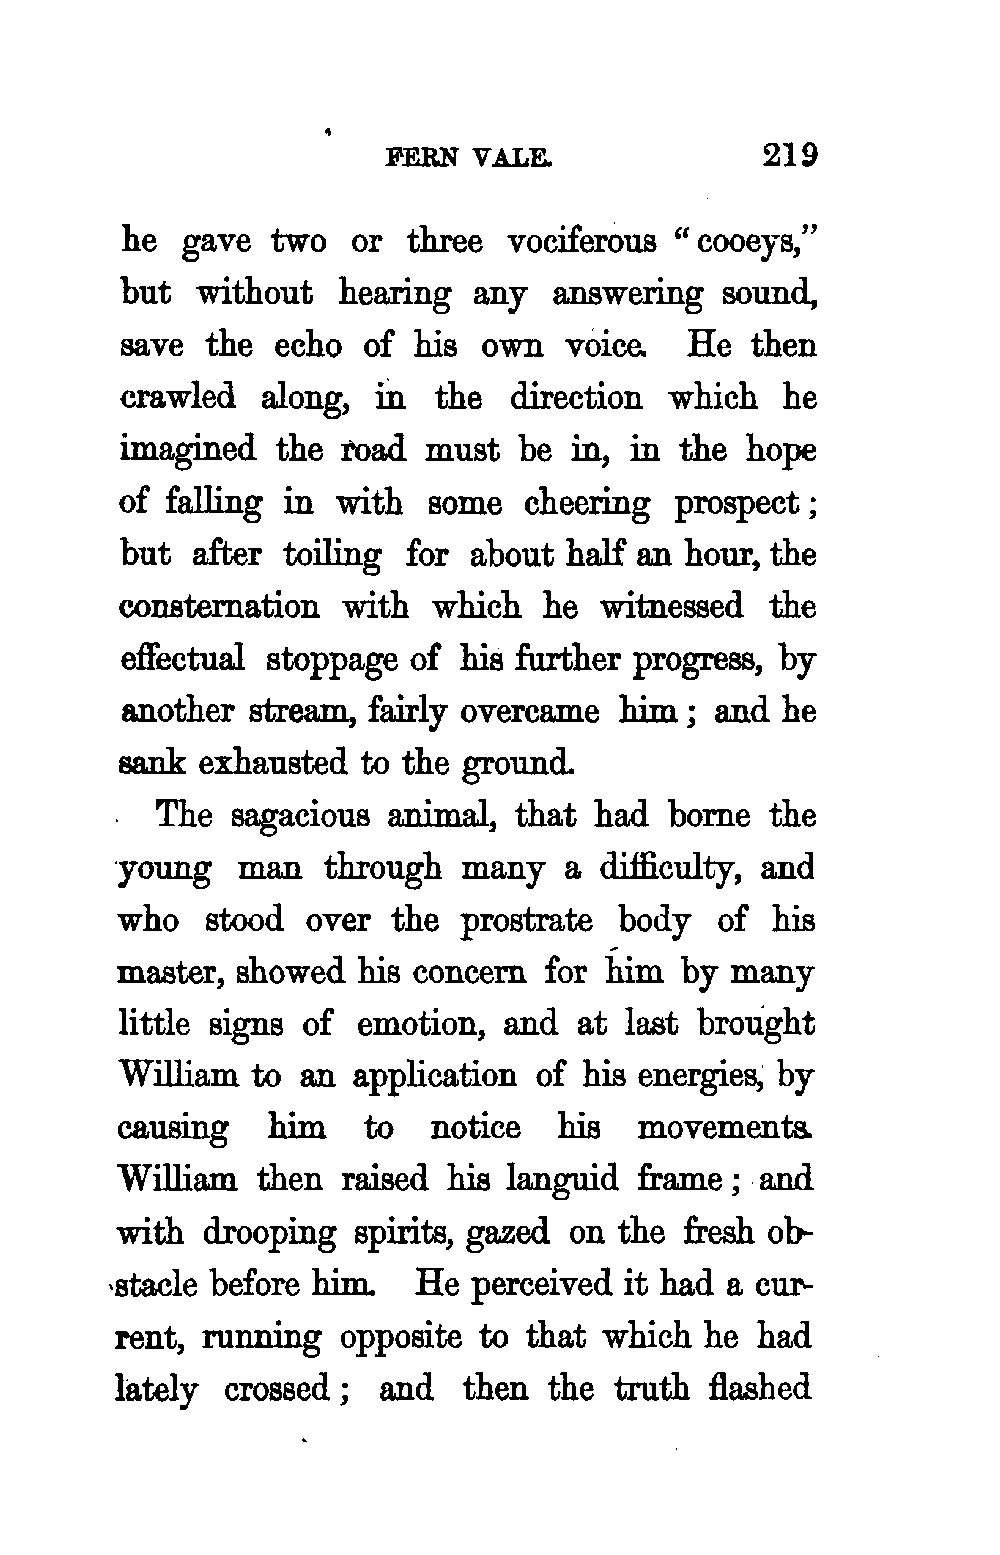 FERN VALE. 219
he gave two or three vociferous “cooeys,”
but without hearing any answering sound,
save the echo of his own voice. He then
crawled along, in the direction which he
imagined the road must be in, in the hope
of falling in with some cheering prospect;
but after toiling for about half an hour, the
consternation with which he witnessed the
effectual stoppage of his further progress, by
another stream, fairly overcame him; and he
sank exhausted to the ground.
The sagacious animal, that had borne the
young man through many a difficulty, and
who stood over the prostrate body of his
master, showed his concern for him by many
little signs of emotion, and at last brought
William to an application of his energies, by
causing him to notice his movements.
William then raised his languid frame; and
with drooping spirits, gazed on the fresh ob-
stacle before him. He perceived it had a cur-
rent, running opposite to that which he had
lately crossed; and then the truth flashed